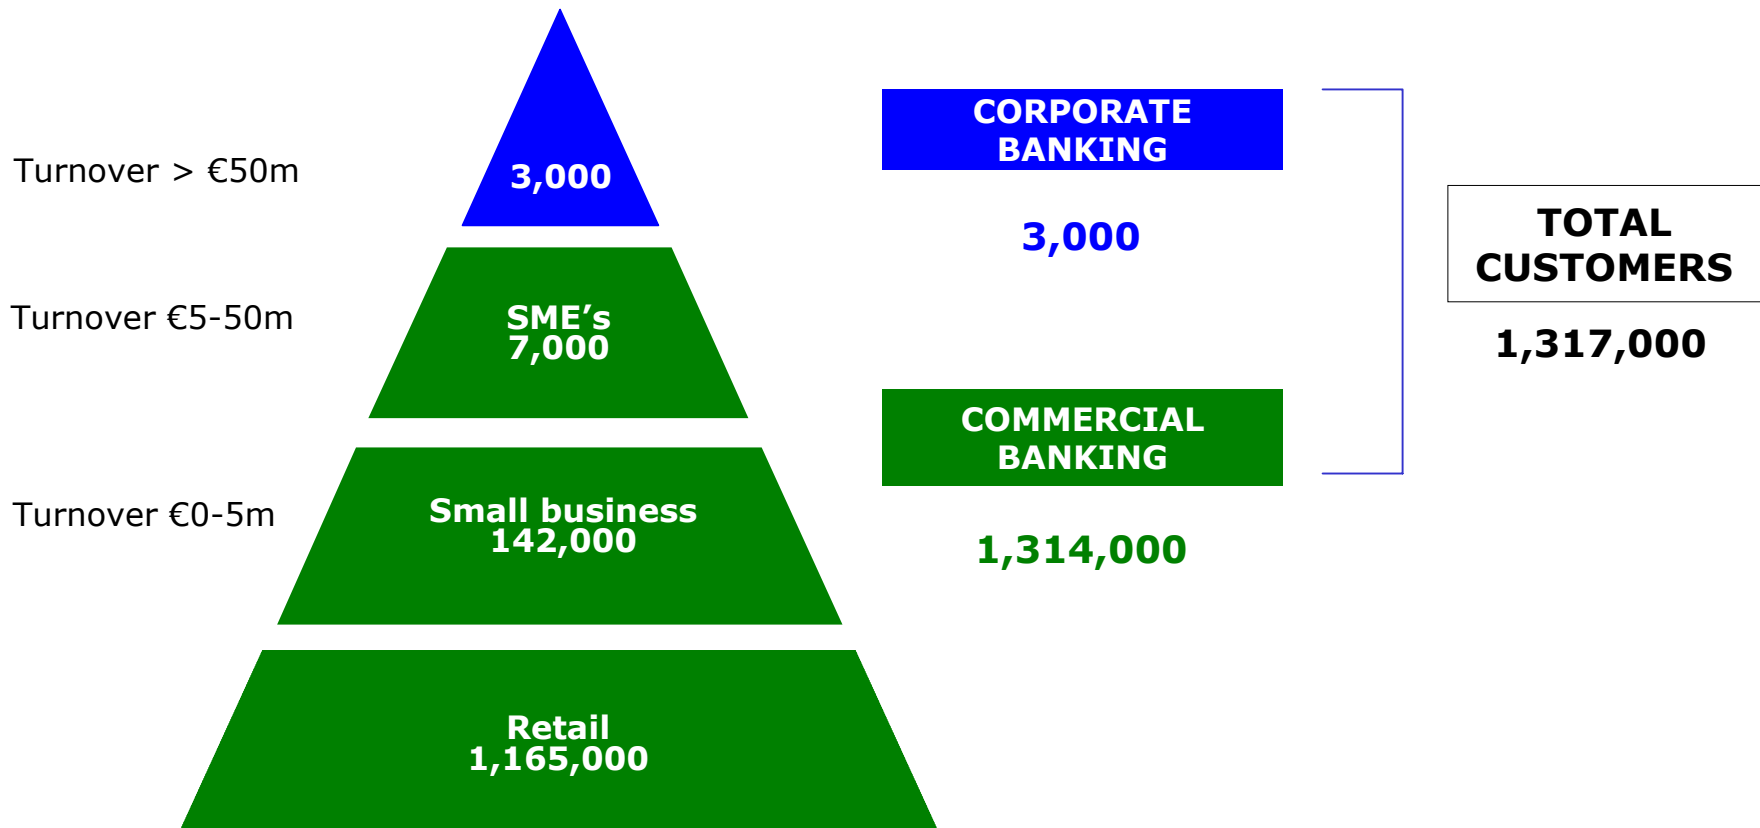 Turnover > €50m
3,000
Turnover €5-50m
SME’s
7,000
Turnover €0-5m
Small business
142,000
Retail
1,165,000
CORPORATE
BANKING
3,000
COMMERCIAL
BANKING
1,314,000
TOTAL
CUSTOMERS
1,317,000